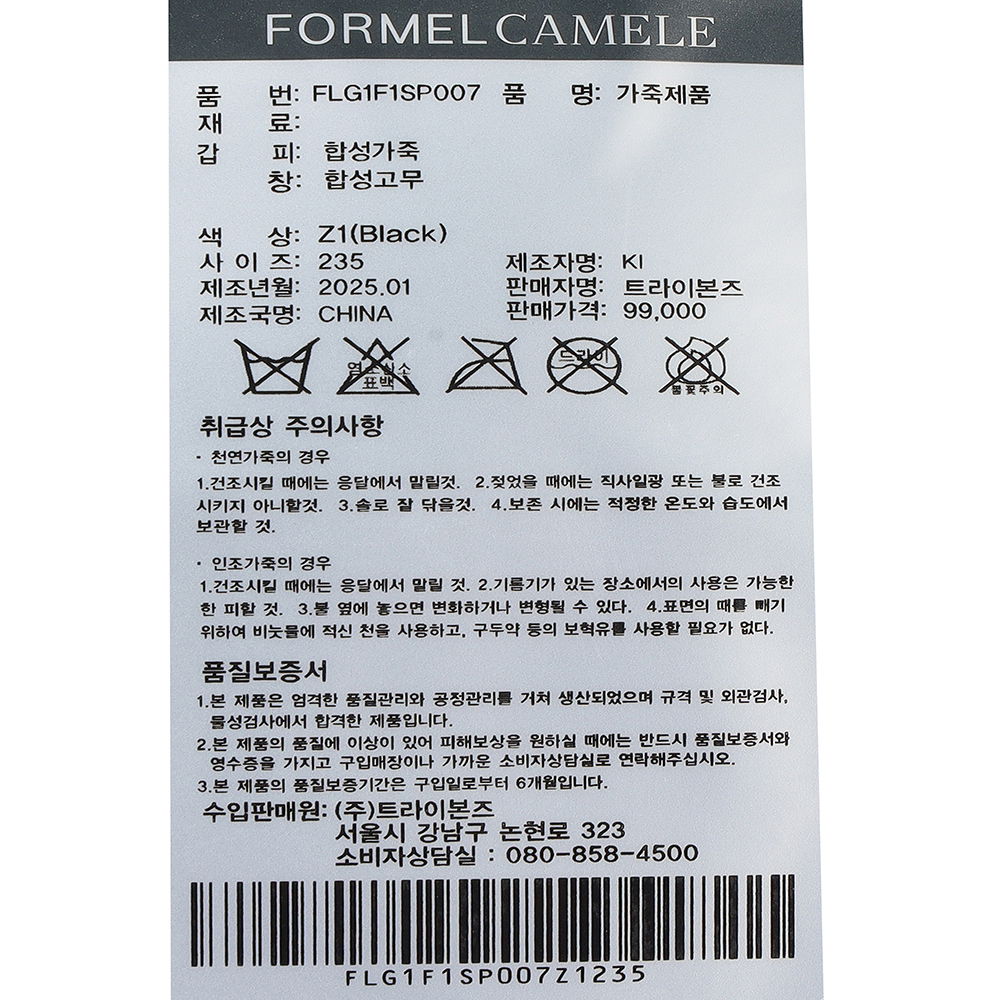 FORMEL CAMELE
품 번: FLG1F1SP007 품 명: 가죽제품
재 료:
갑 피: 합성가죽
창: 합성고무
색 상: Z1(Black)
사 이 즈: 235 제조자명: KI
제조년월: 2025.01 판매자명: 트라이본즈
제조국명: CHINA 판매가격: 99,000
염소산소 표백 드라이 불꽃주의
취급상 주의사항
· 천연가죽의 경우
1.건조시킬 때에는 응달에서 말릴것. 2.젖었을 때에는 직사일광 또는 불로 건조
시키지 아니할것. 3.솔로 잘 닦을것. 4.보존 시에는 적정한 온도와 습도에서
보관할 것.
· 인조가죽의 경우
1.건조시킬 때에는 응달에서 말릴 것. 2.기름기가 있는 장소에서의 사용은 가능한
한 피할 것. 3.불 옆에 놓으면 변화하거나 변형될 수 있다. 4.표면의 때를 빼기
위하여 비눗물에 적신 천을 사용하고, 구두약 등의 보혁유를 사용할 필요가 없다.
품질보증서
1.본 제품은 엄격한 품질관리와 공정관리를 거쳐 생산되었으며 규격 및 외관검사,
물성검사에서 합격한 제품입니다.
2.본 제품의 품질에 이상이 있어 피해보상을 원하실 때에는 반드시 품질보증서와
영수증을 가지고 구입매장이나 가까운 소비자상담실로 연락해주십시오.
3.본 제품의 품질보증기간은 구입일로부터 6개월입니다.
수입판매원: (주)트라이본즈
서울시 강남구 논현로 323
소비자상담실 : 080-858-4500
FLG1F1SP007Z1235